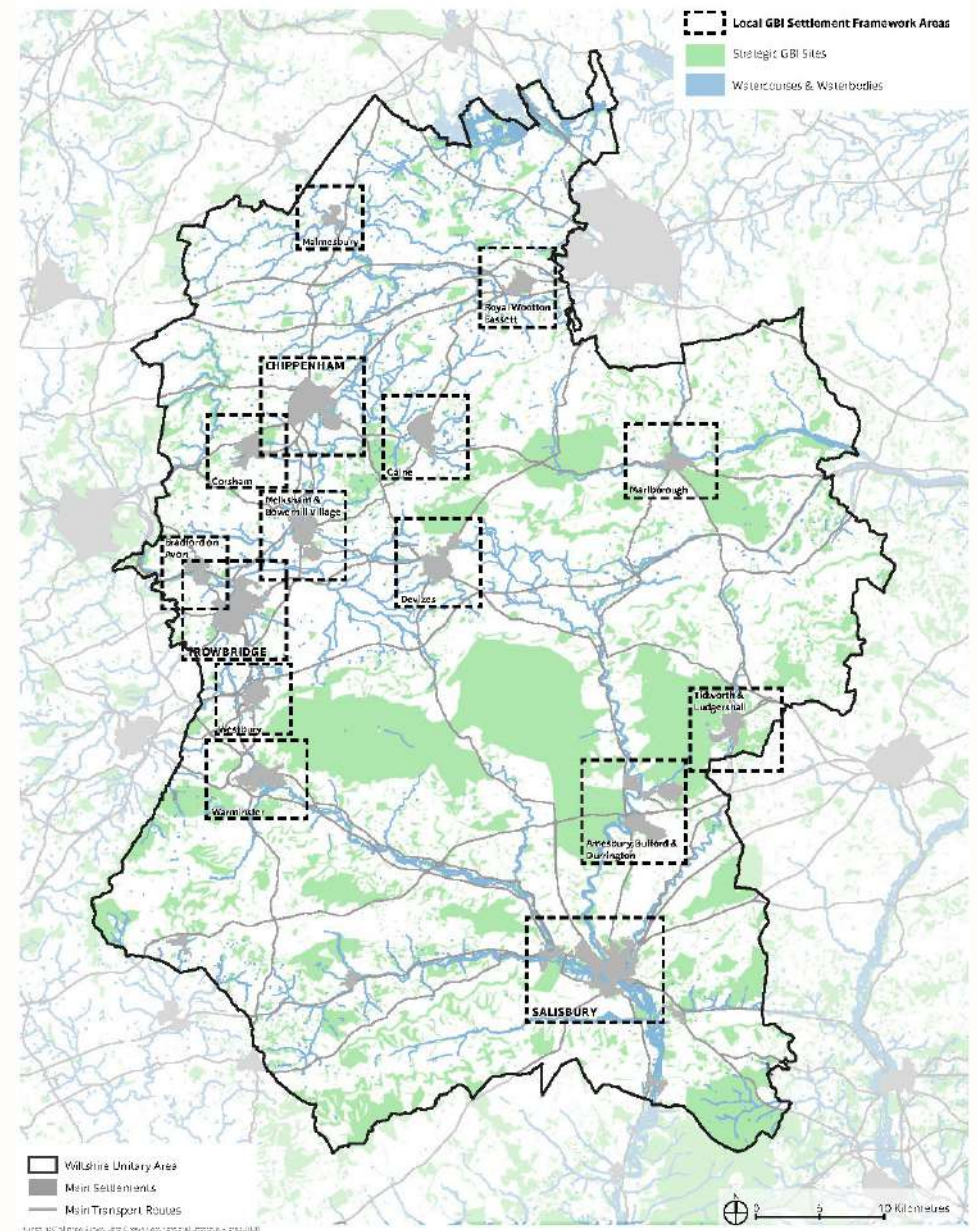 Local GBI Settlement Framework Areas
Strategic GBI Sites
Watercourses & Waterbodies
Malmesbury
Royal Wootton
Bassett
CHIPPENHAM
Calne
Corsham
Marlborough
Melksham &
Bowerhill Village
Bradford on
Avon
Devizes
TROWBRIDGE
Tidworth &
Ludgershall
Westbury
Warminster
Amesbury, Bulford &
Durrington
SALISBURY
Wiltshire Unitary Area
Main Settlements
Main Transport Routes
N
0 5 10 Kilometres